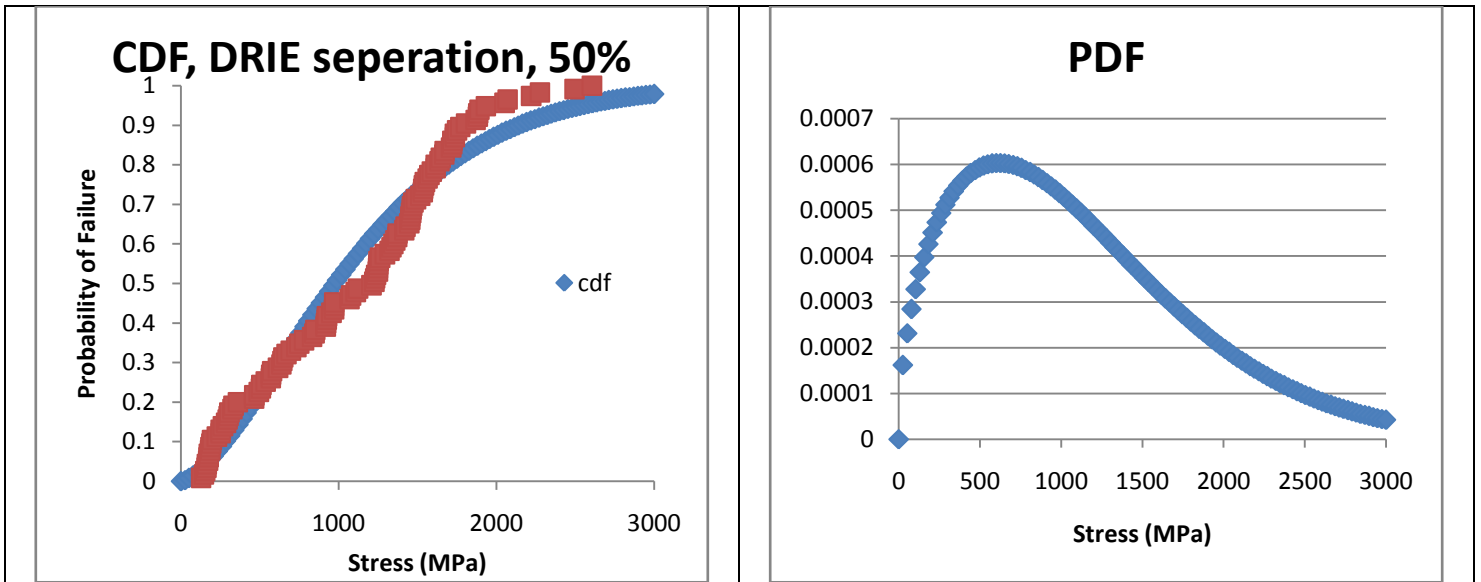 CDF, DRIE seperation, 50%
1
0.9
0.8
0.7
0.6
0.5
0.4
0.3
0.2
0.1
0
Probability of Failure
cdf
0 1000 2000 3000
Stress (MPa)
PDF
0.0007
0.0006
0.0005
0.0004
0.0003
0.0002
0.0001
0
0 500 1000 1500 2000 2500 3000
Stress (MPa)